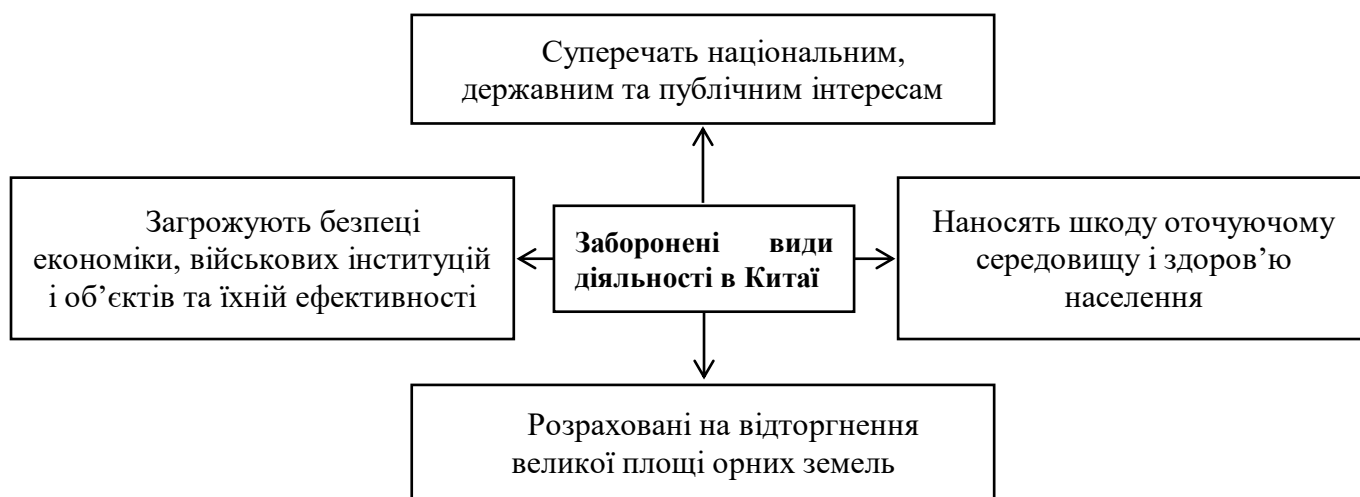 Суперечать національним,
державним та публічним інтересам
Загрожують безпеці
економіки, військових інституцій
і об’єктів та їхній ефективності
Заборонені види
діяльності в Китаї
Наносять шкоду оточуючому
середовищу і здоров’ю
населення
Розраховані на відторгнення
великої площі орних земель